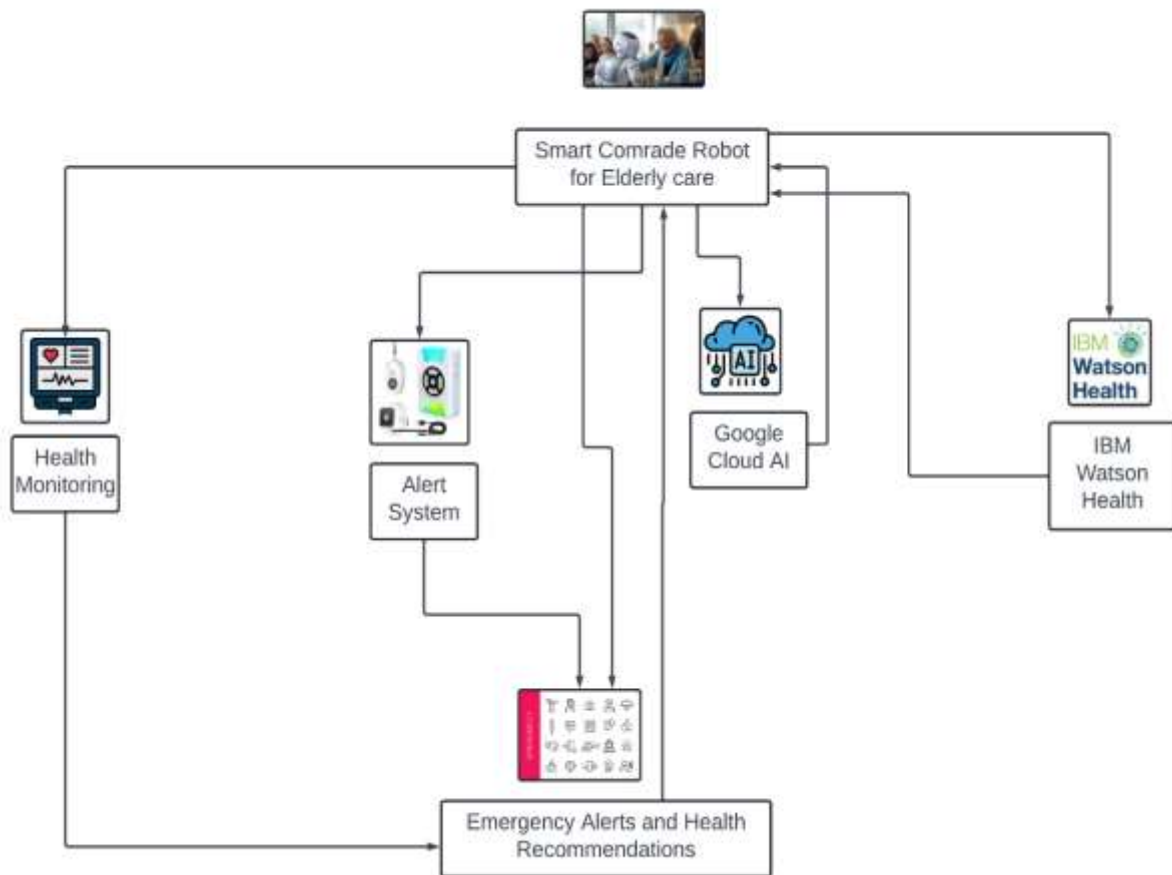 Smart Comrade Robot
for Elderly care
AI
IBM
Watson
Health
Health
Monitoring
Alert
System
Google
Cloud AI
IBM
Watson
Health
Emergency Alerts and Health
Recommendations